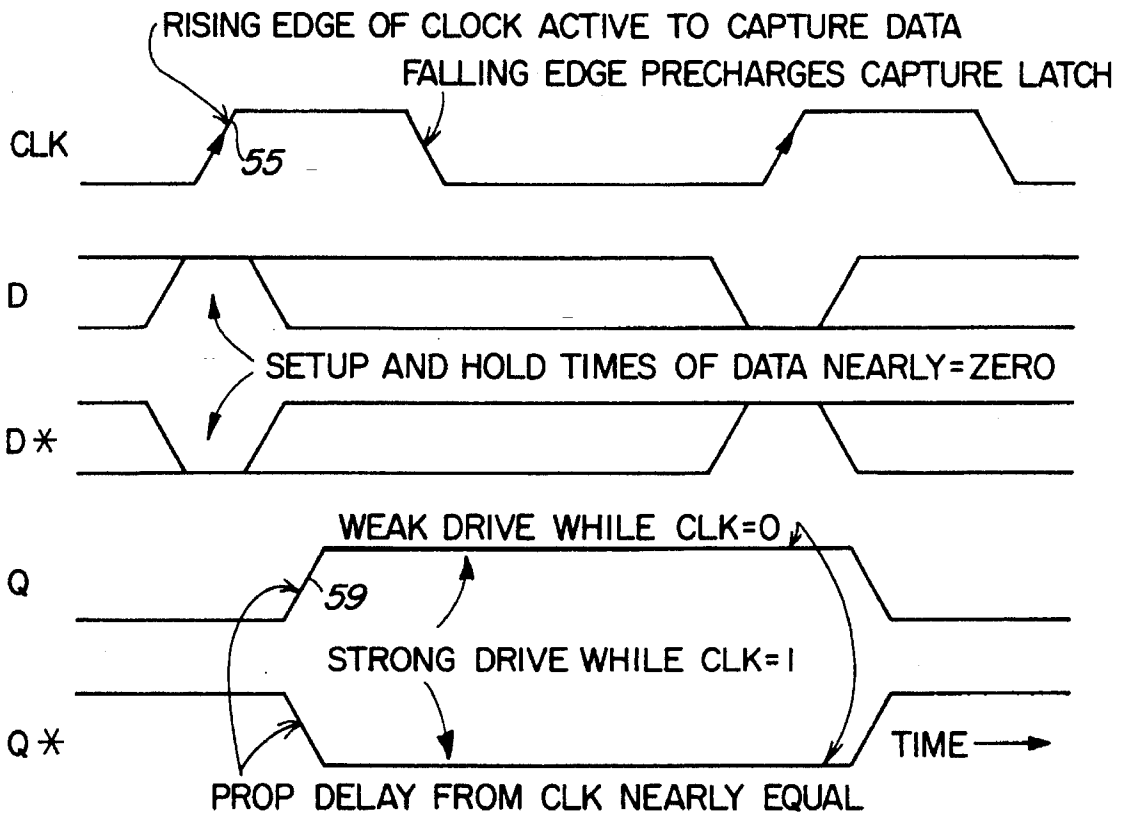 RISING EDGE OF CLOCK ACTIVE TO CAPTURE DATA
FALLING EDGE PRECHARGES CAPTURE LATCH
CLK
55
D
SETUP AND HOLD TIMES OF DATA NEARLY=ZERO
D*
WEAK DRIVE WHILE CLK=0
Q
59
STRONG DRIVE WHILE CLK=1
Q*
TIME
PROP DELAY FROM CLK NEARLY EQUAL